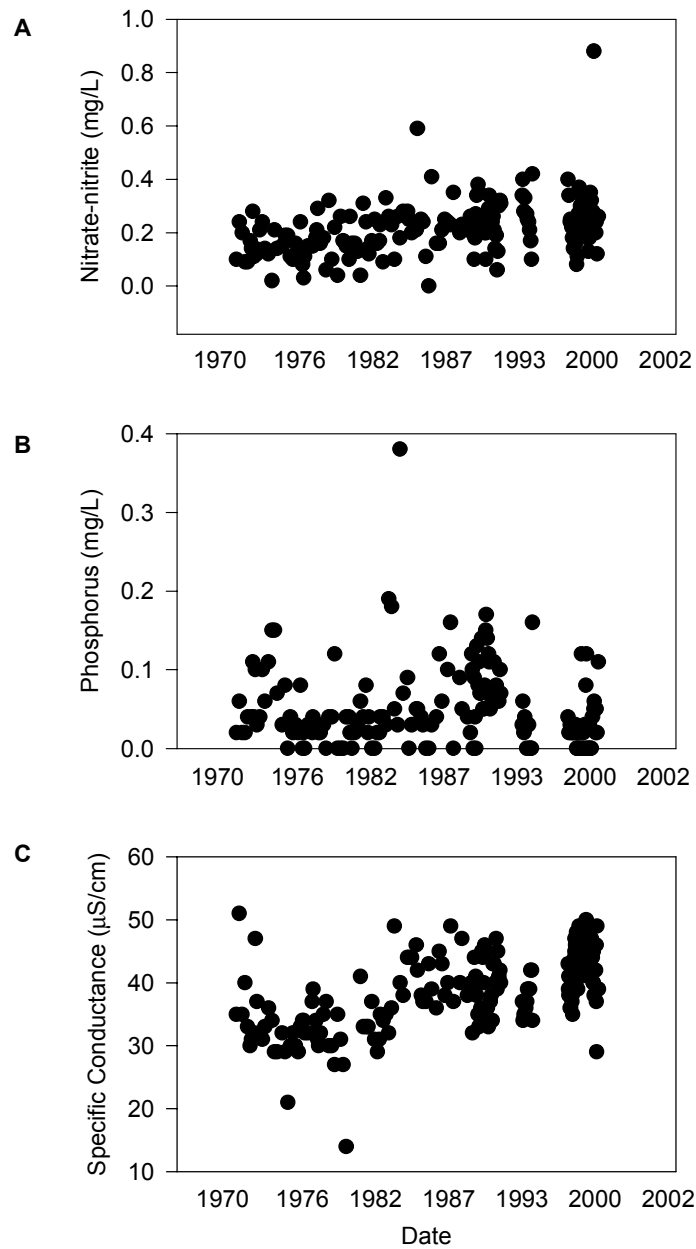 A
Nitrate-nitrite (mg/L)
1.0
0.8
0.6
0.4
0.2
0.0
1970 1976 1982 1987 1993 2000 2002
B
Phosphorus (mg/L)
0.4
0.3
0.2
0.1
0.0
1970 1976 1982 1987 1993 2000 2002
C
Specific Conductance (μS/cm)
60
50
40
30
20
10
1970 1976 1982 1987 1993 2000 2002
Date